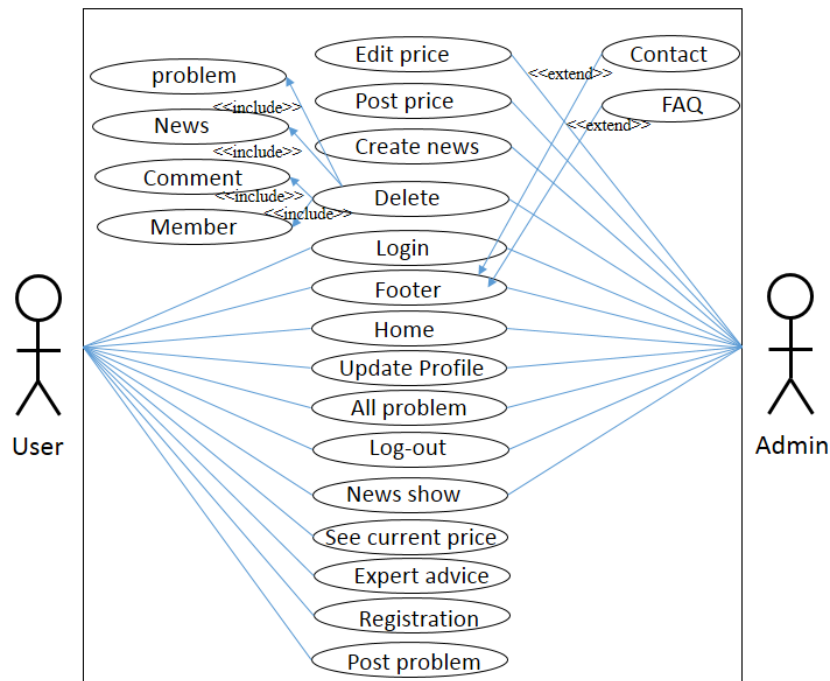 Edit price
Contact
<<extend>>
problem
Post price
FAQ
<<include>>
<<extend>>
News
Create news
<<include>>
Comment
Delete
<<include>>
<<include>>
Member
Login
Footer
Home
Update Profile
All problem
User
Log-out
Admin
News show
See current price
Expert advice
Registration
Post problem